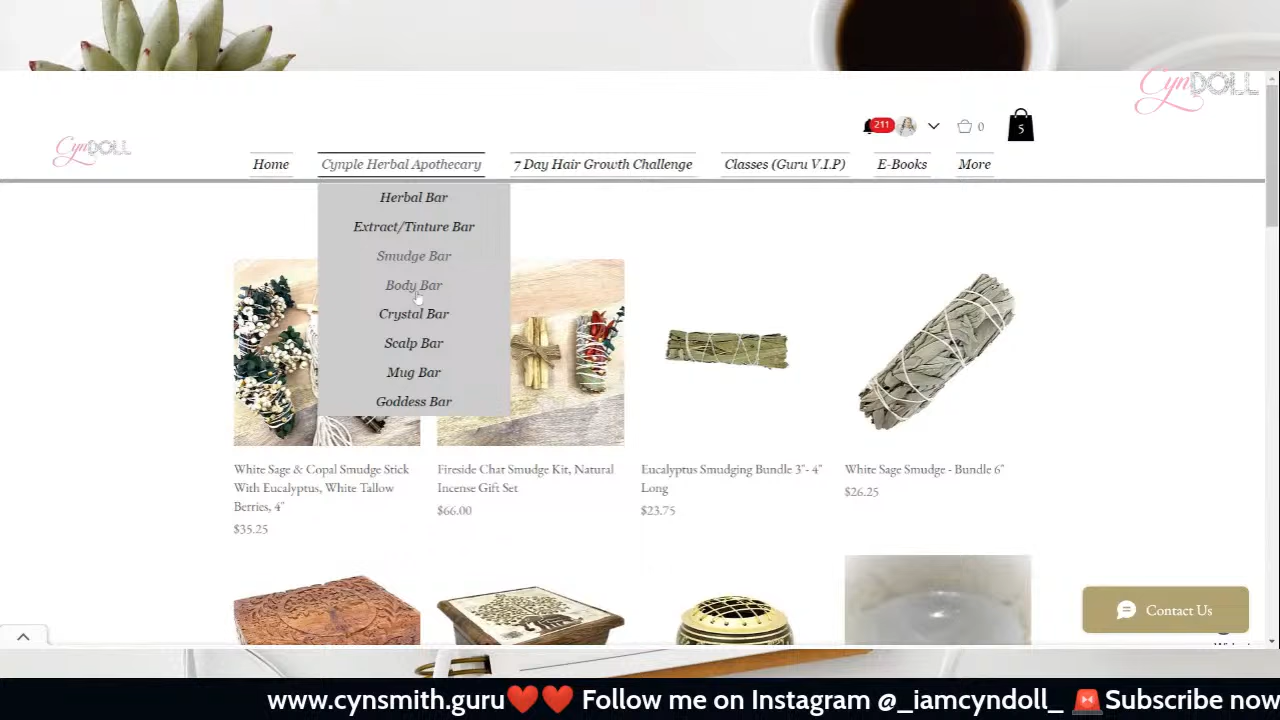 CynDOLL
211
0
5
CynDOLL
Home
Cynple Herbal Apothecary
7 Day Hair Growth Challenge
Classes (Guru V.I.P)
E-Books
More
Herbal Bar
Extract/Tinture Bar
Smudge Bar
Body Bar
Crystal Bar
Scalp Bar
Mug Bar
Goddess Bar
White Sage & Copal Smudge Stick
With Eucalyptus, White Tallow
Berries, 4"
$35.25
Fireside Chat Smudge Kit, Natural
Incense Gift Set
$66.00
Eucalyptus Smudging Bundle 3"- 4"
Long
$23.75
White Sage Smudge - Bundle 6"
$26.25
Contact Us
www.cynsmith.guru❤️❤️ Follow me on Instagram @_iamcyndoll_ 🚨Subscribe now